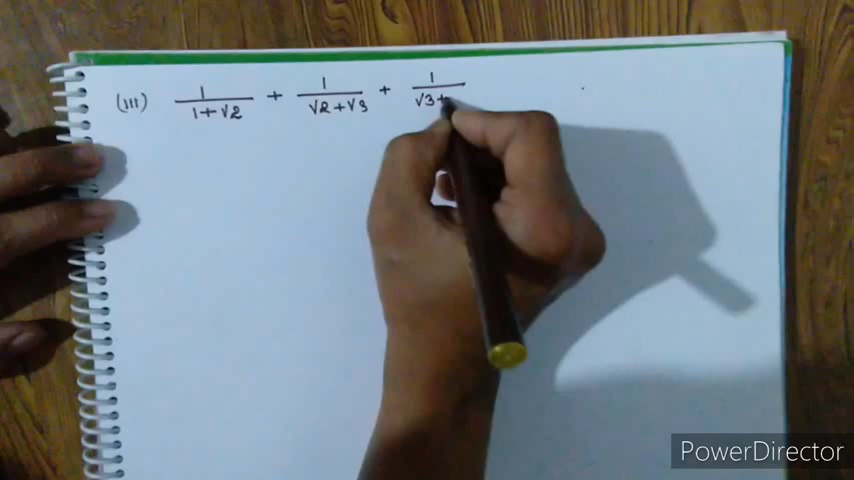 (III) 1/(1+√2) + 1/(√2+√3) + 1/(√3+
PowerDirector